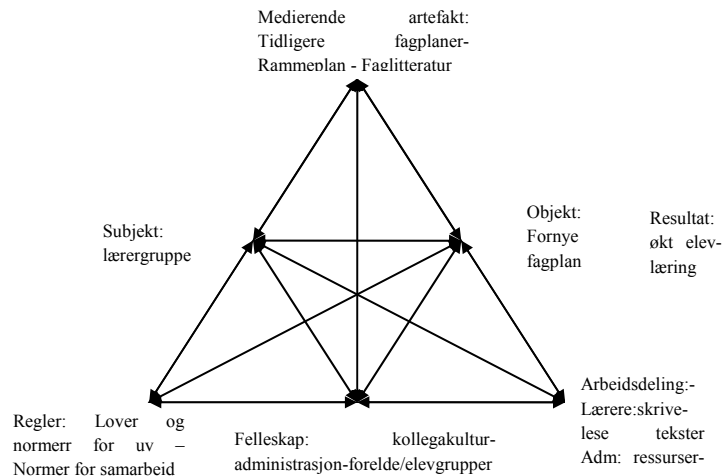 Medierende artefakt:
Tidligere fagplaner-
Rammeplan - Faglitteratur
Subjekt:
lærergruppe
Objekt:
Fornye
fagplan
Resultat:
økt elev-
læring
Regler: Lover og
normerr for uv –
Normer for samarbeid
Felleskap: kollegakultur-
administrasjon-forelde/elevgrupper
Arbeidsdeling:-
Lærere:skrive-
lese tekster
Adm: ressurser-